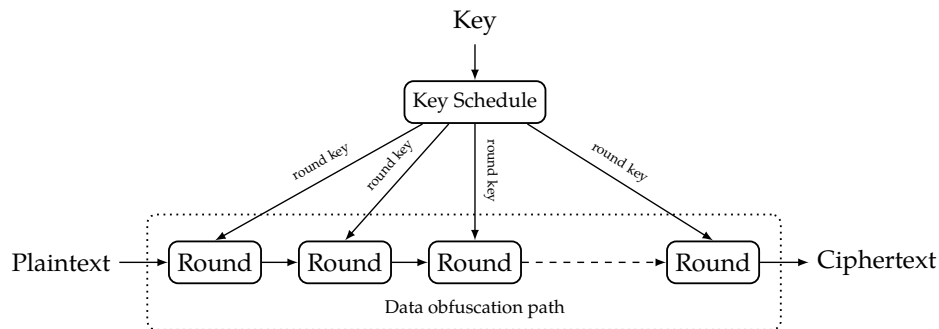 Key
Key Schedule
round key
round key
round key
round key
Plaintext
Round
Round
Round
Round
Ciphertext
Data obfuscation path